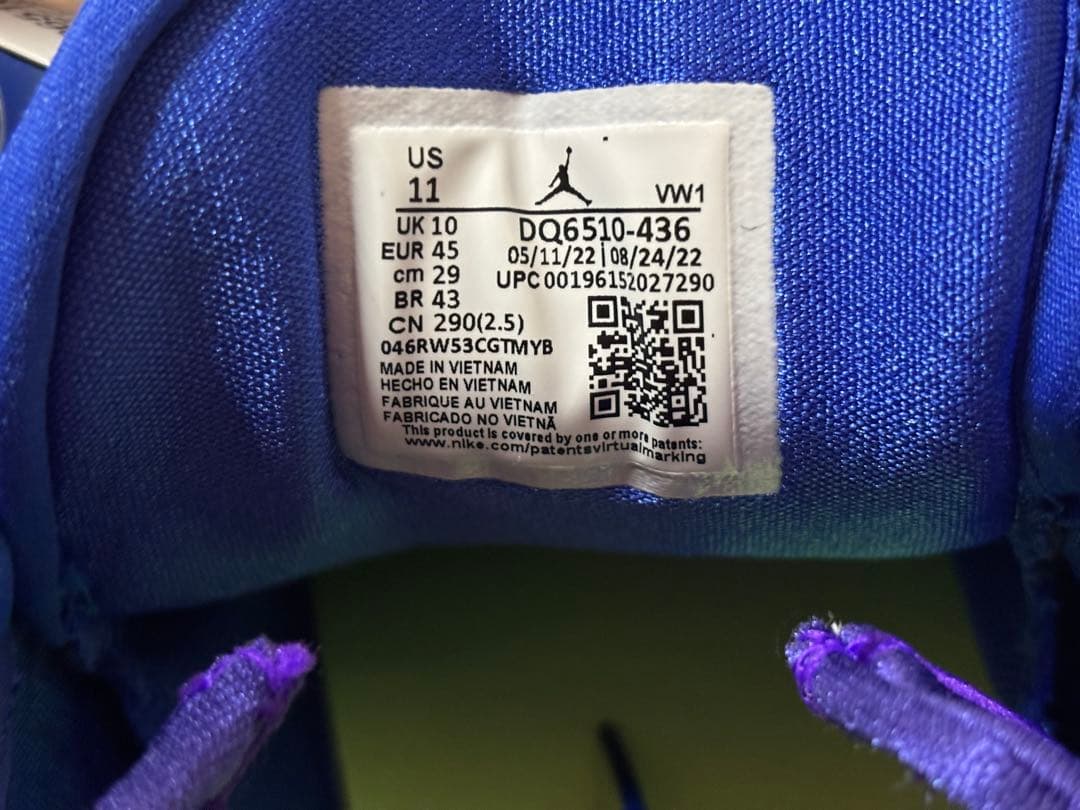 US
11
VW1
UK 10
EUR 45
cm 29
BR 43
CN 290(2.5)
DQ6510-436
05/11/22|08/24/22
UPC 00196152027290
046RW53CGTMYB
MADE IN VIETNAM
HECHO EN VIETNAM
FABRIQUE AU VIETNAM
FABRICADO NO VIETNÃ
This product is covered by one or more patents:
www.nike.com/patentsvirtualmarking